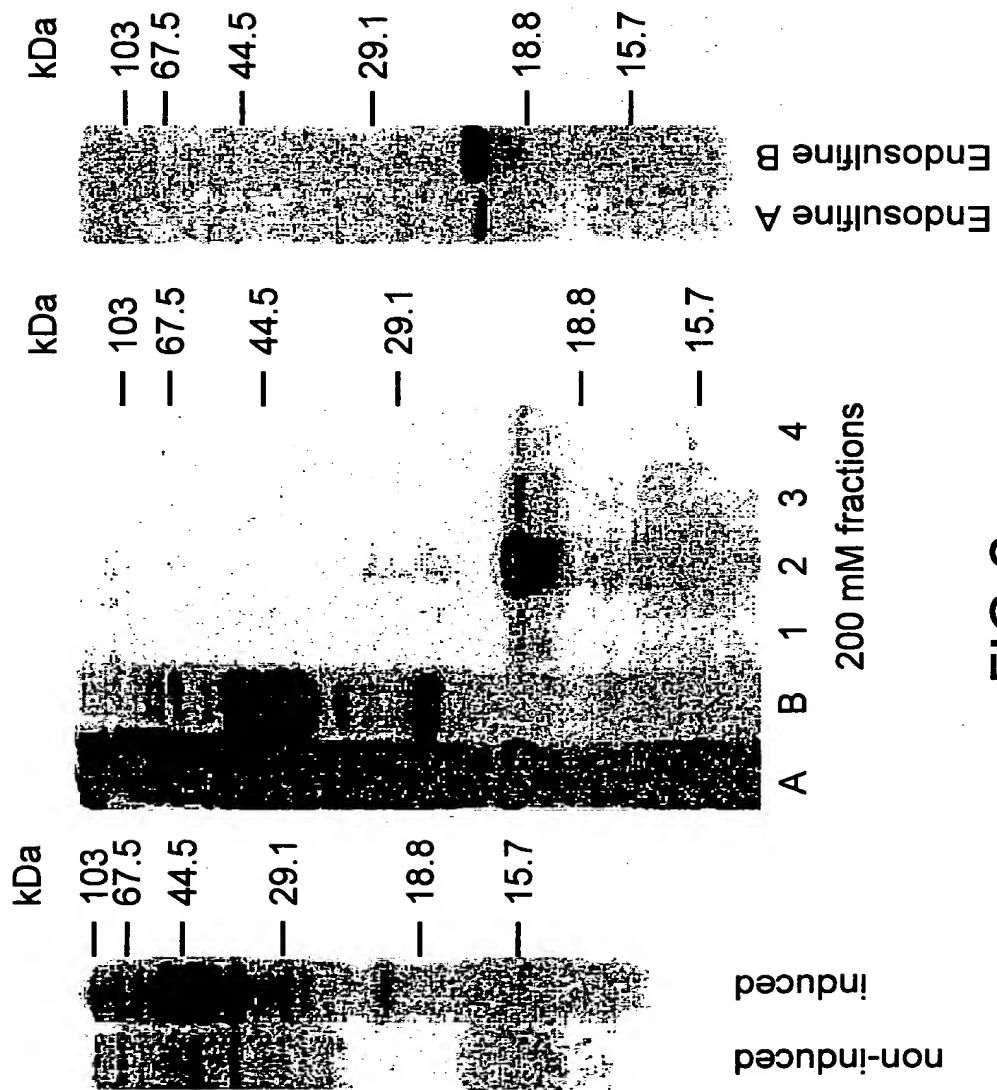 kDa
103
67.5
44.5
29.1
18.8
15.7
non-induced
induced
kDa
103
67.5
44.5
29.1
18.8
15.7
A B 1 2 3 4
200 mM fractions
kDa
103
67.5
44.5
29.1
18.8
15.7
Endosulfine A
Endosulfine B